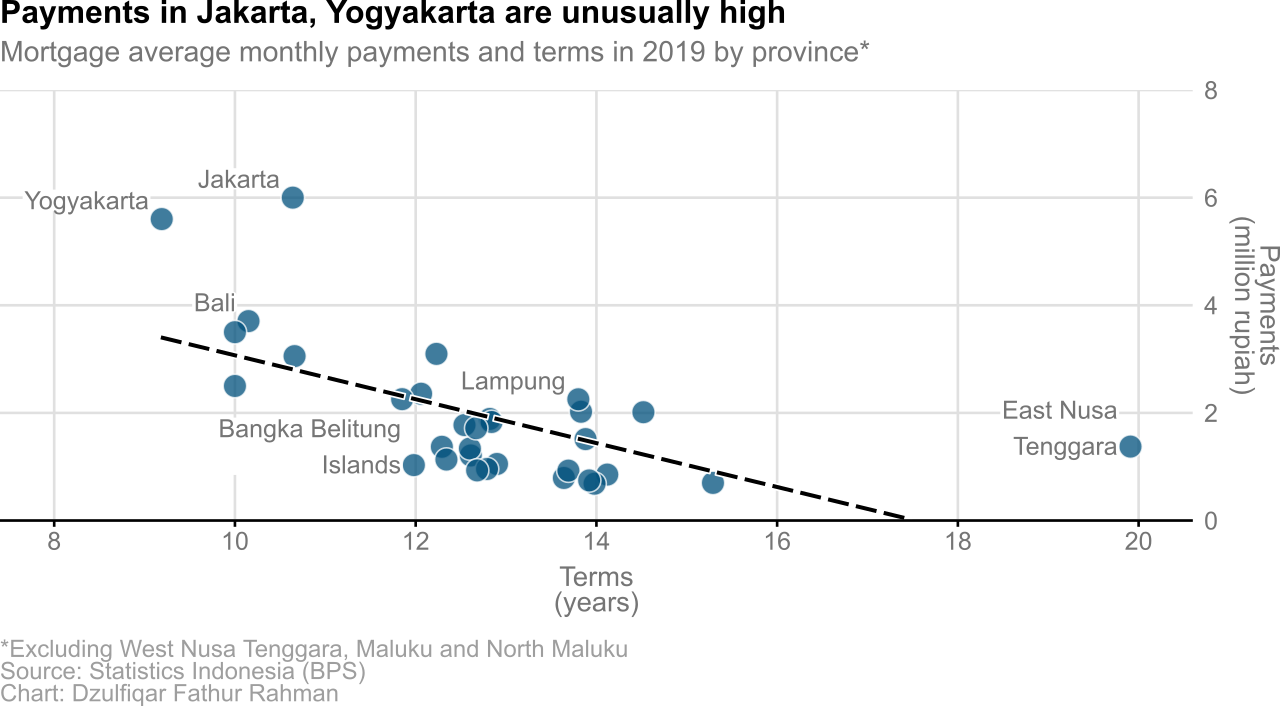 Payments in Jakarta, Yogyakarta are unusually high
Mortgage average monthly payments and terms in 2019 by province*
8
Jakarta
Yogyakarta
6
Bali
4
Lampung
East Nusa
Tenggara
2
Bangka Belitung
Islands
0
Payments
(million rupiah)
8
10
12
14
16
18
20
Terms
(years)
*Excluding West Nusa Tenggara, Maluku and North Maluku
Source: Statistics Indonesia (BPS)
Chart: Dzulfiqar Fathur Rahman